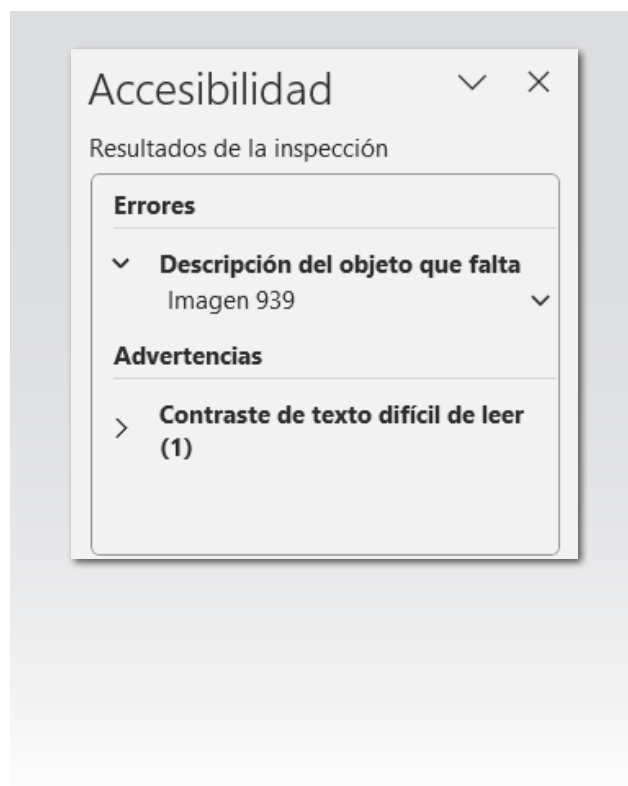 Accesibilidad
Resultados de la inspección
Errores
Descripción del objeto que falta
Imagen 939
Advertencias
Contraste de texto difícil de leer
(1)